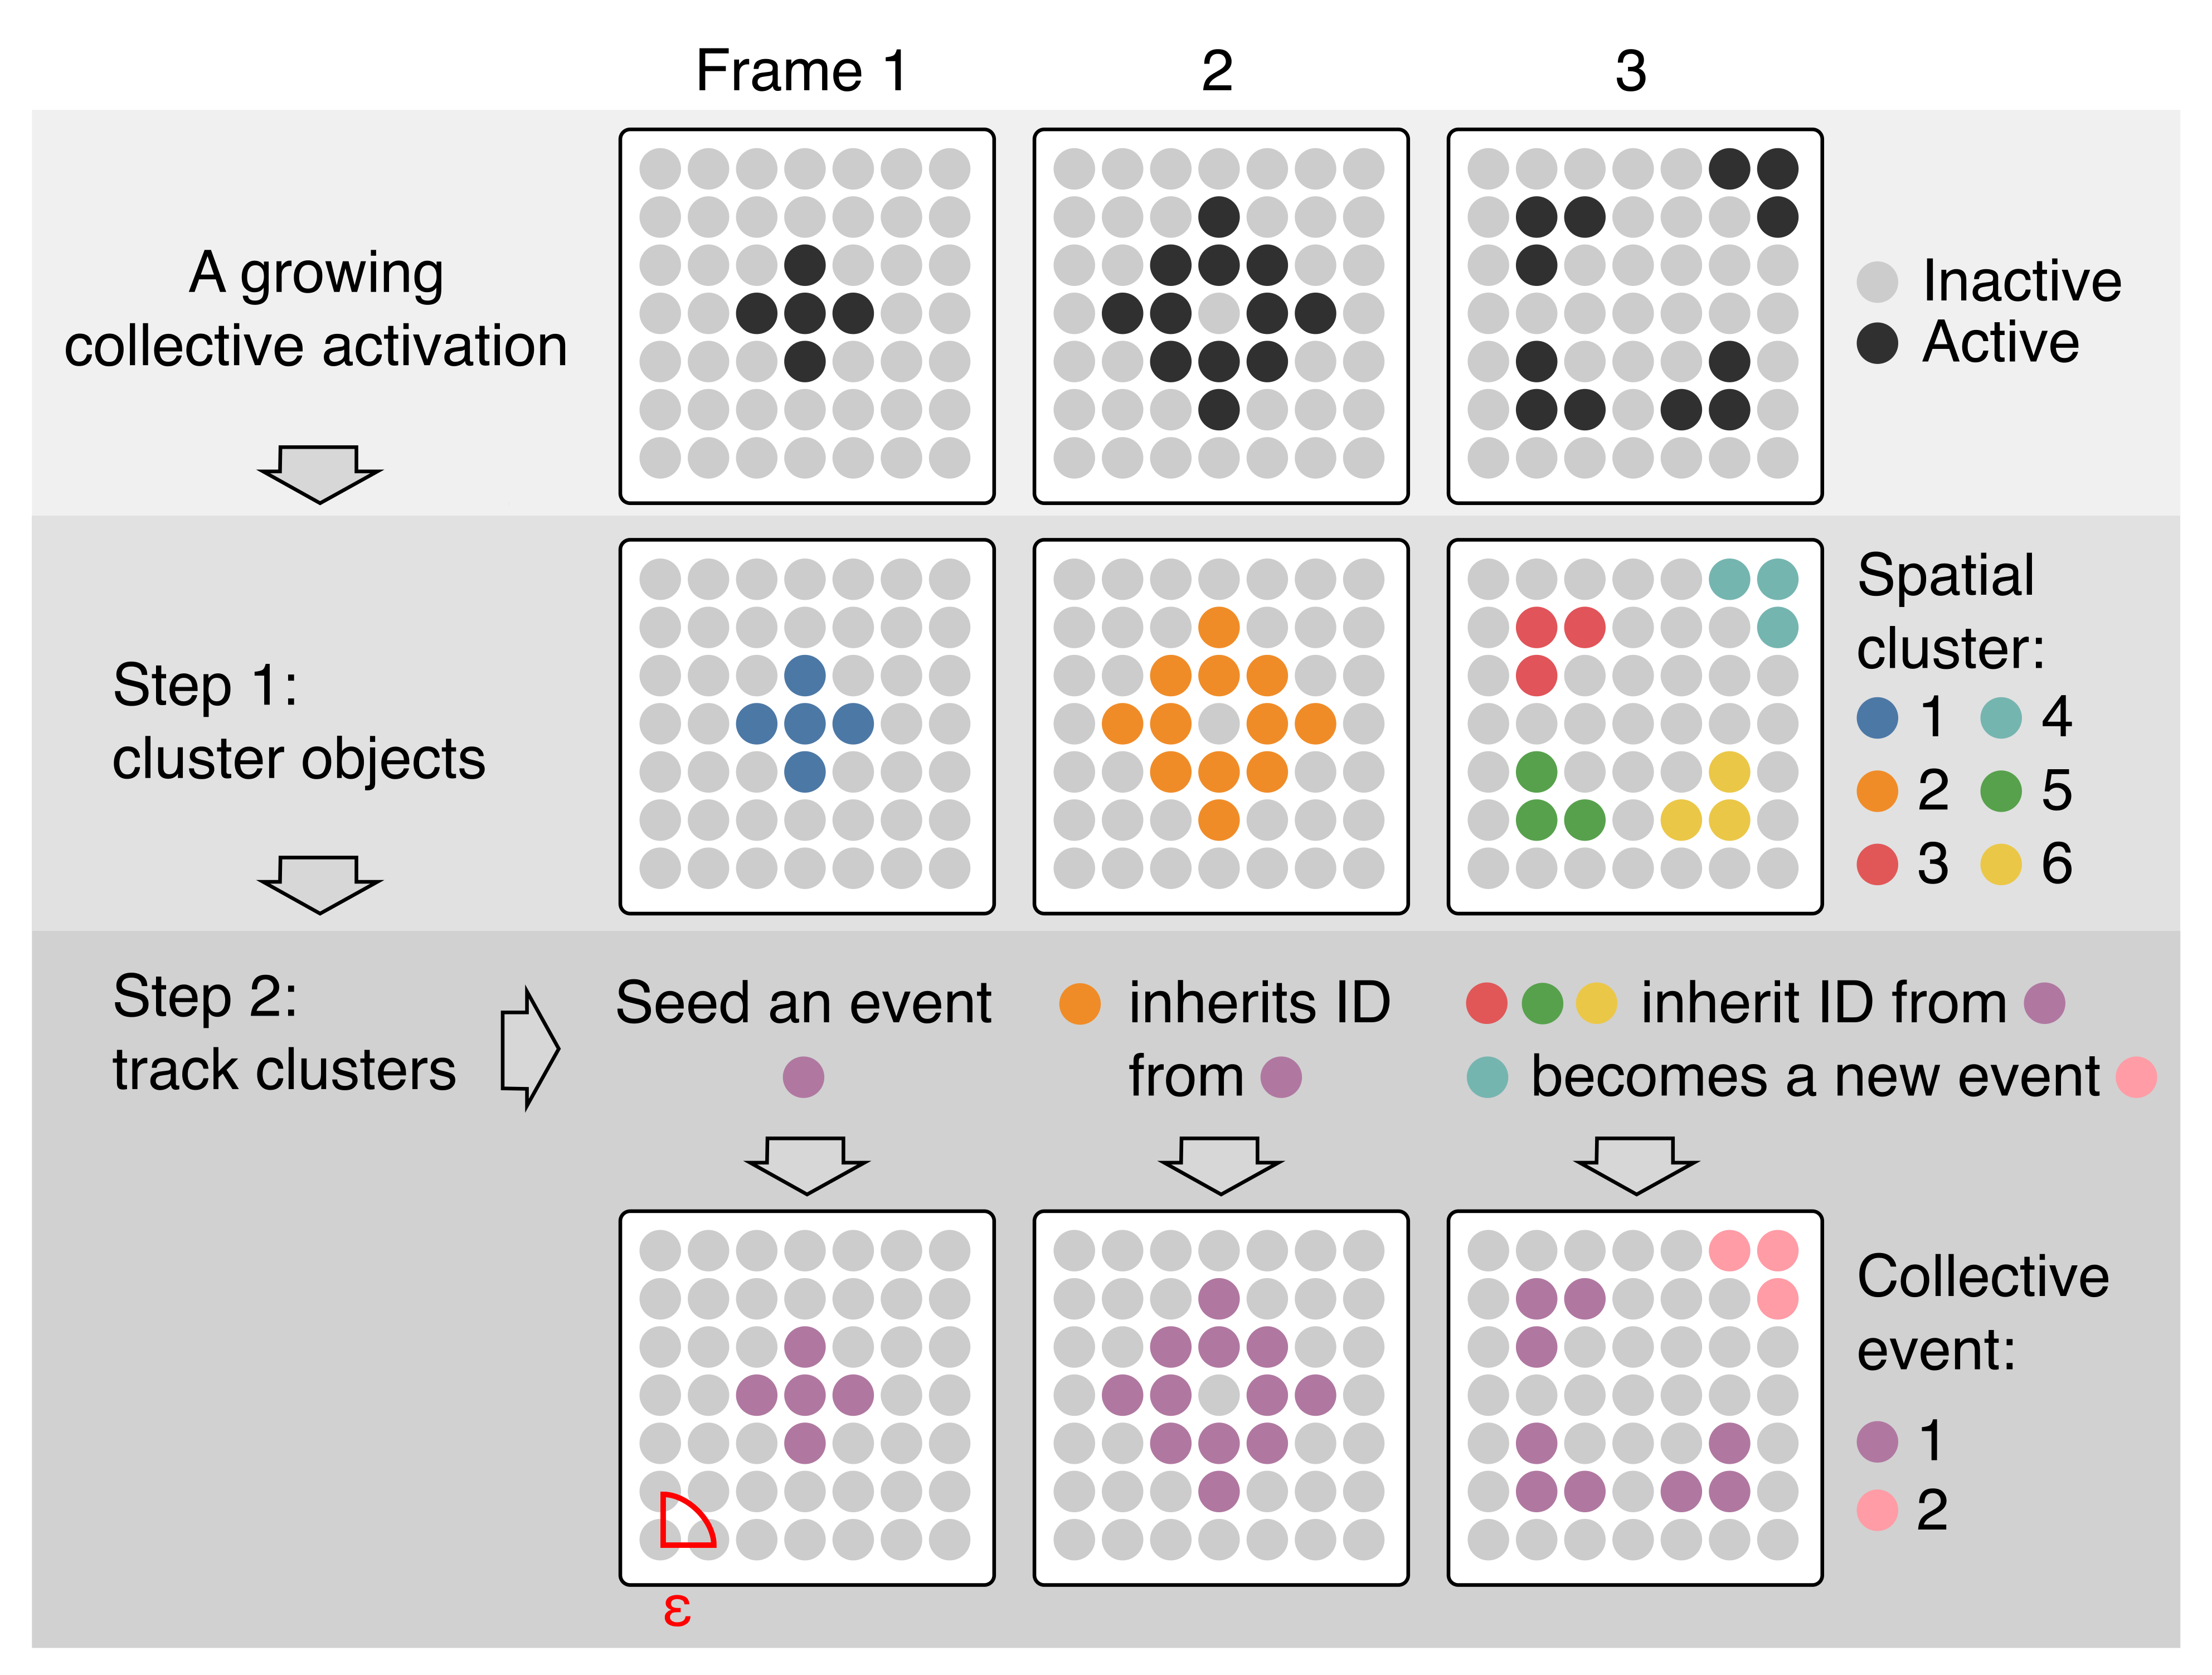 Frame 1
2
3
A growing
collective activation
Inactive
Active
Step 1:
cluster objects
Spatial
cluster:
1
4
2
5
3
6
Step 2:
track clusters
Seed an event
inherits ID
from
inherit ID from
becomes a new event
Collective
event:
1
2
ε